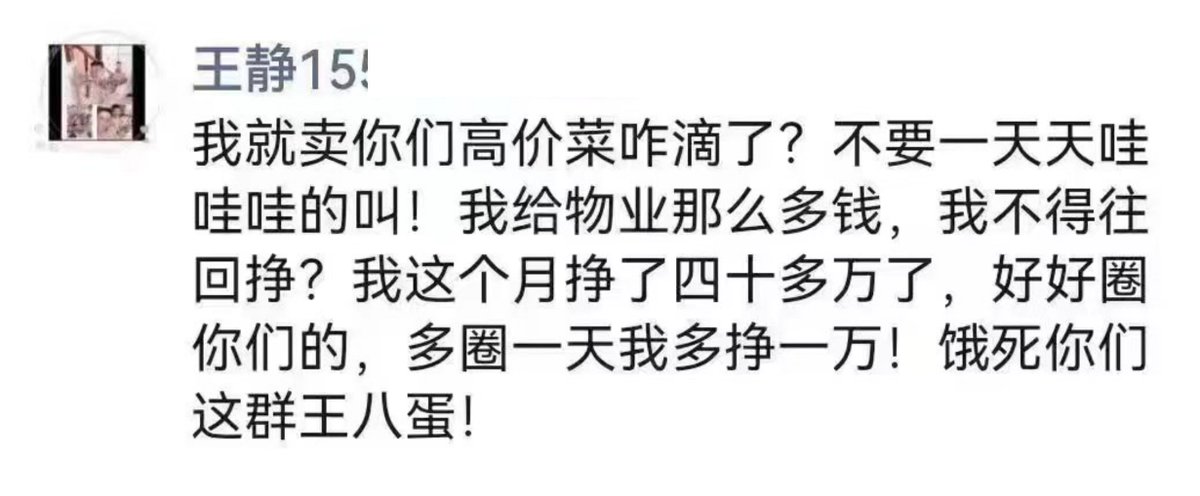 王静155
我就卖你们高价菜咋滴了？不要一天天哇
哇哇的叫！我给物业那么多钱，我不得往
回挣？我这个月挣了四十多万了，好好圈
你们的，多圈一天我多挣一万！饿死你们
这群王八蛋！